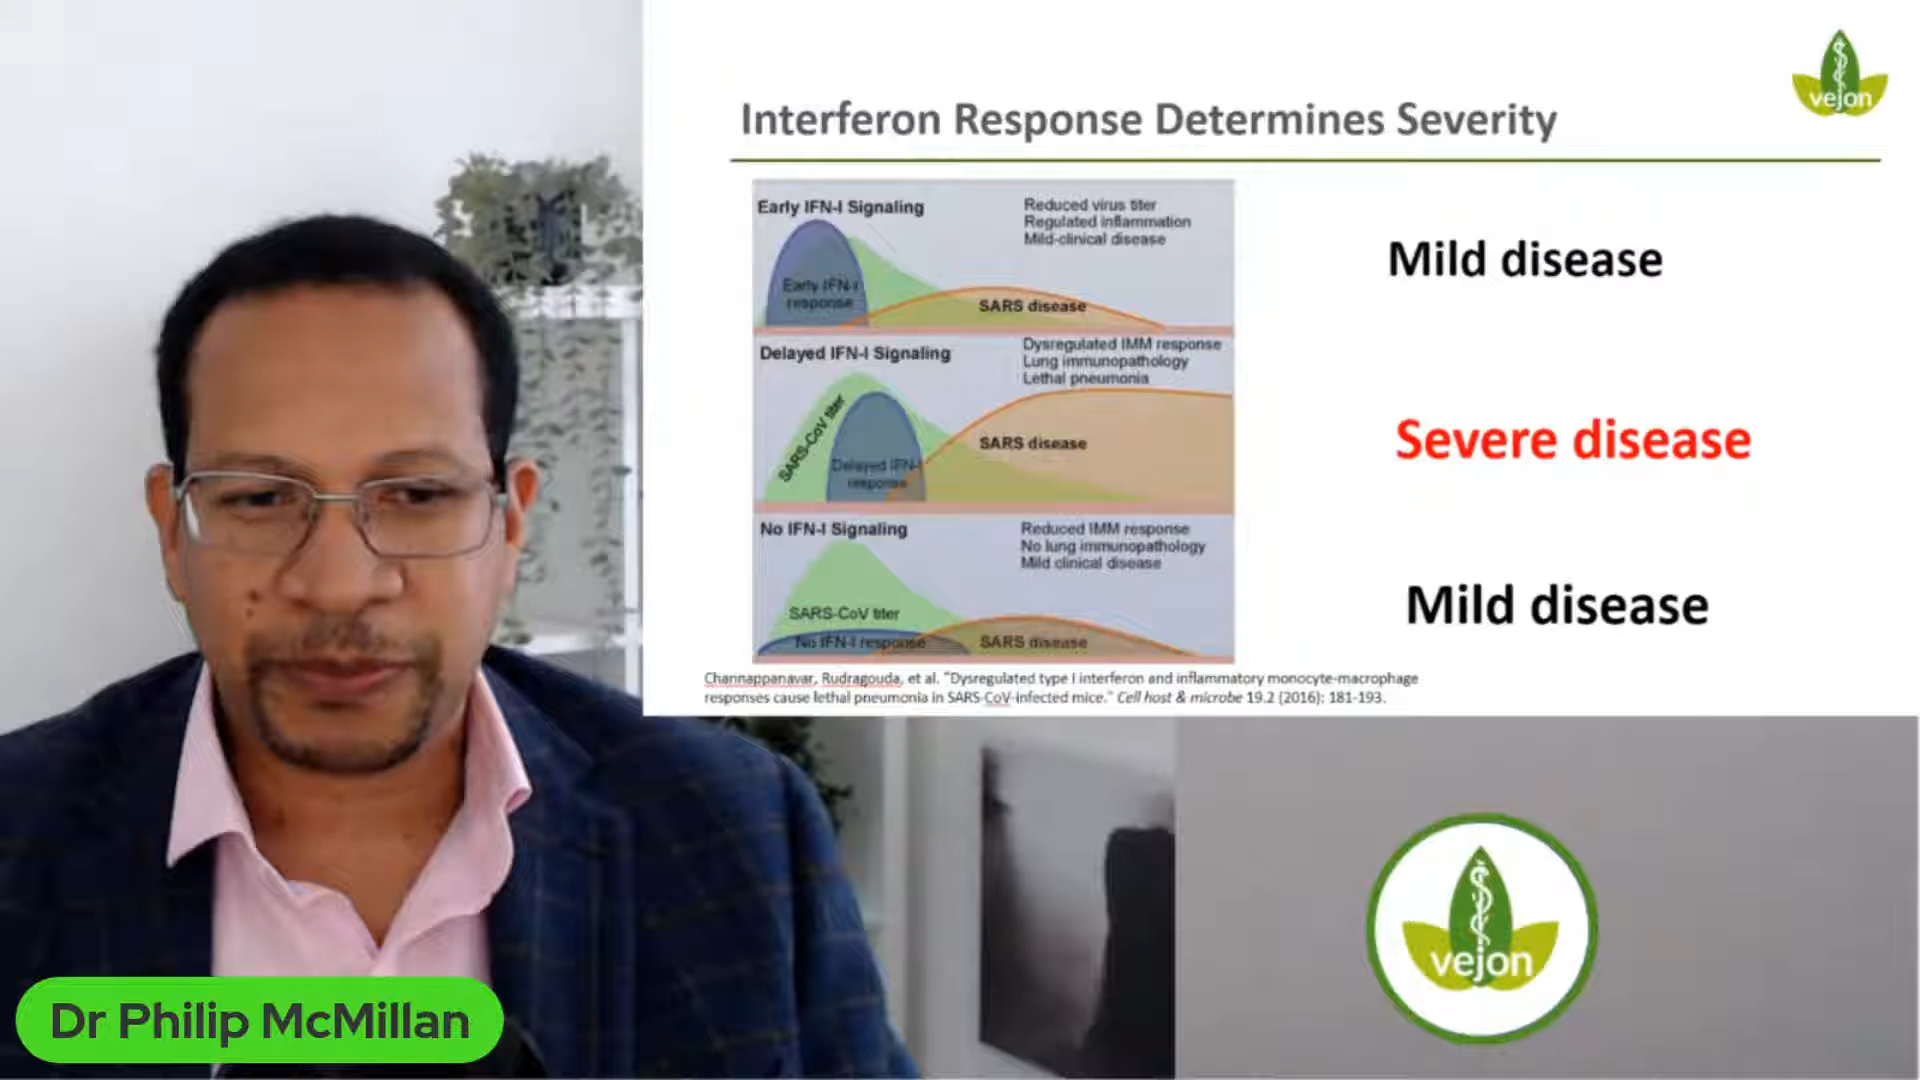 vejon
Interferon Response Determines Severity
Early IFN-I Signaling
Reduced virus titer
Regulated inflammation
Mild-clinical disease
Early IFN-I
response
SARS disease
Mild disease
Delayed IFN-I Signaling
Dysregulated IMM response
Lung immunopathology
Lethal pneumonia
SARS-CoV titer
Delayed IFN-I
response
SARS disease
Severe disease
No IFN-I Signaling
Reduced IMM response
No lung immunopathology
Mild clinical disease
SARS-CoV titer
No IFN-I response
SARS disease
Mild disease
Channappanavar, Rudragouda, et al. "Dysregulated type I interferon and inflammatory monocyte-macrophage
responses cause lethal pneumonia in SARS-CoV-infected mice." Cell host & microbe 19.2 (2016): 181-193.
vejon
Dr Philip McMillan